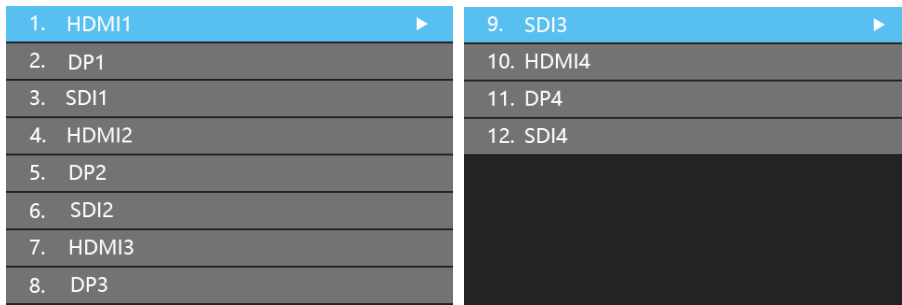 1. HDMI1
2. DP1
3. SDI1
4. HDMI2
5. DP2
6. SDI2
7. HDMI3
8. DP3
9. SDI3
10. HDMI4
11. DP4
12. SDI4